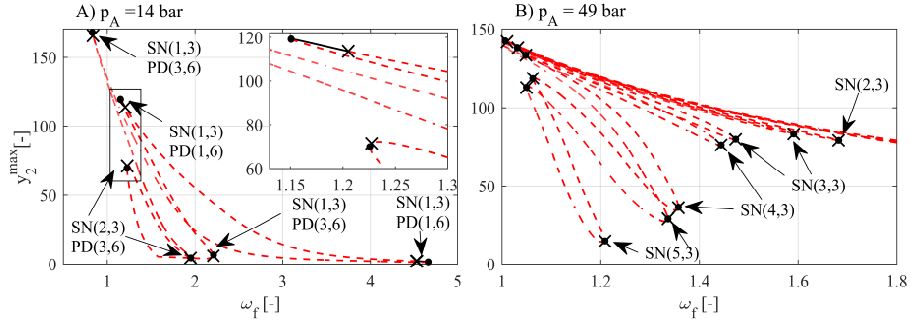 A) p_A =14 bar
B) p_A = 49 bar
y_2^max [-]
150
100
50
0
1
2
3
4
5
ω_f [-]
SN(1,3)
PD(3,6)
SN(1,3)
PD(1,6)
SN(2,3)
PD(3,6)
SN(1,3)
PD(3,6)
SN(1,3)
PD(1,6)
120
100
80
60
1.15
1.2
1.25
1.3
150
100
50
0
1
1.2
1.4
1.6
1.8
ω_f [-]
SN(2,3)
SN(3,3)
SN(4,3)
SN(5,3)